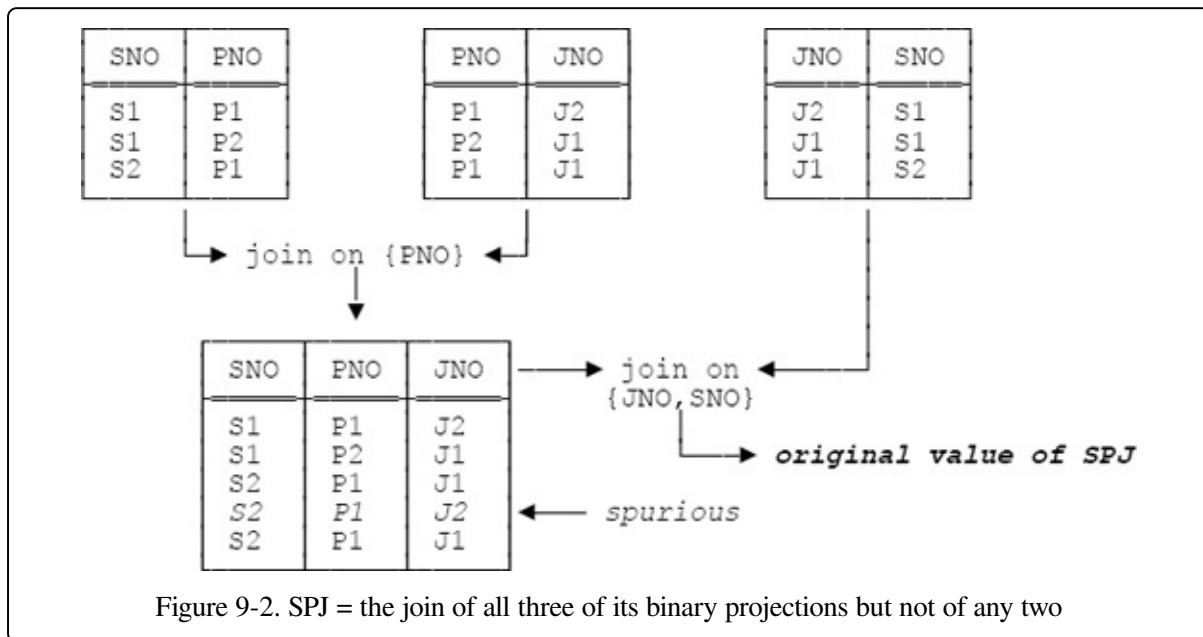 SNO PNO PNO JNO JNO SNO
S1 P1 P1 J2 J2 S1
S1 P2 P2 J1 J1 S1
S2 P1 P1 J1 J1 S2
join on {PNO}
SNO PNO JNO join on
{JNO,SNO}
S1 P1 J2
S1 P2 J1 original value of SPJ
S2 P1 J1
S2 P1 J2 spurious
S2 P1 J1
Figure 9-2. SPJ = the join of all three of its binary projections but not of any two